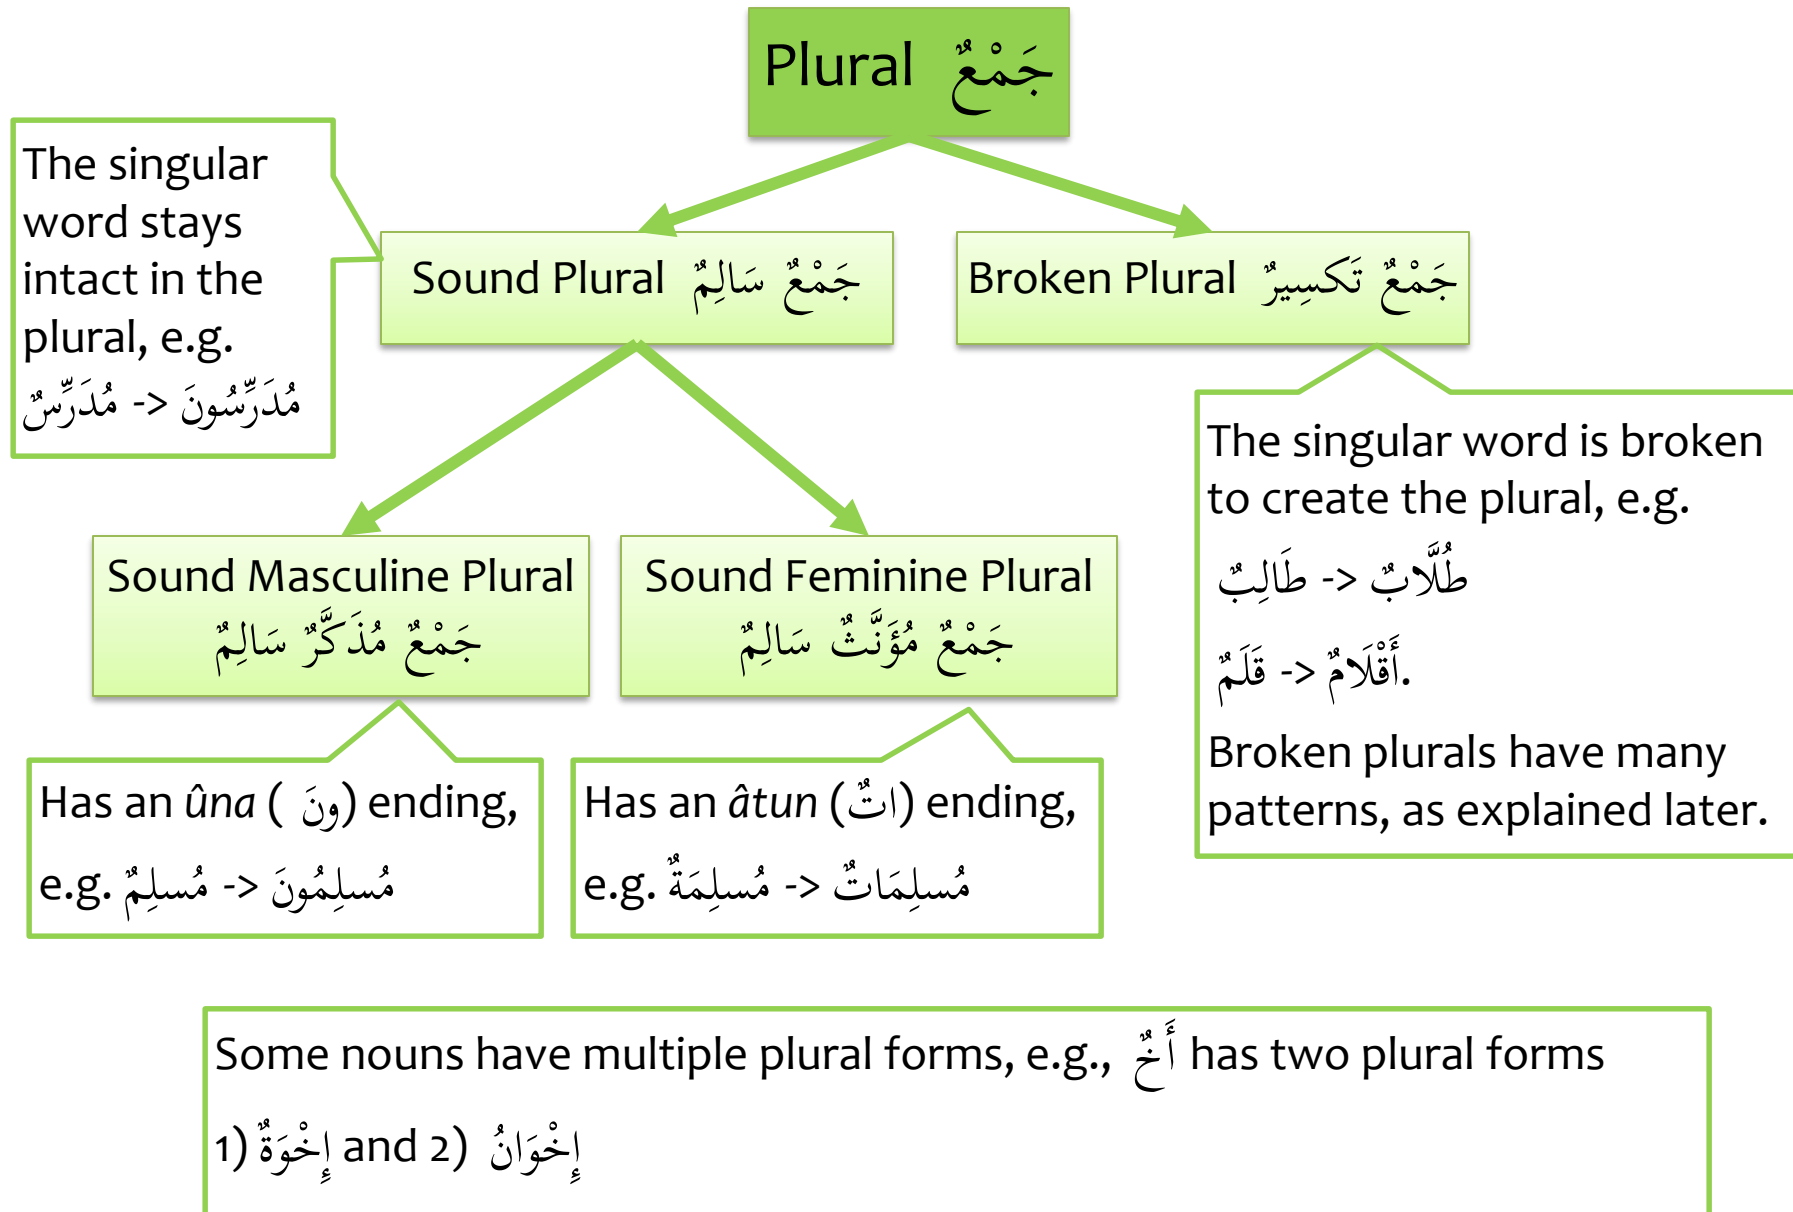 Plural جَمْعٌ
The singular
word stays
intact in the
plural, e.g.
مُدَرِّسٌ -> مُدَرِّسُونَ
Sound Plural جَمْعٌ سَالِمٌ
Broken Plural جَمْعٌ تَكسِيرٌ
The singular word is broken
to create the plural, e.g.
طَالِبٌ -> طُلَّابٌ
قَلَمٌ -> أَقْلَامٌ.
Broken plurals have many
patterns, as explained later.
Sound Masculine Plural
جَمْعٌ مُذَكَّرٌ سَالِمٌ
Sound Feminine Plural
جَمْعٌ مُؤَنَّثٌ سَالِمٌ
Has an ûna ( ونَ) ending,
e.g. مُسلِمٌ -> مُسلِمُونَ
Has an âtun (اتٌ) ending,
e.g. مُسلِمَةٌ -> مُسلِمَاتٌ
Some nouns have multiple plural forms, e.g., أَخٌ has two plural forms
1) إِخْوَةٌ and 2) إِخْوَانُ